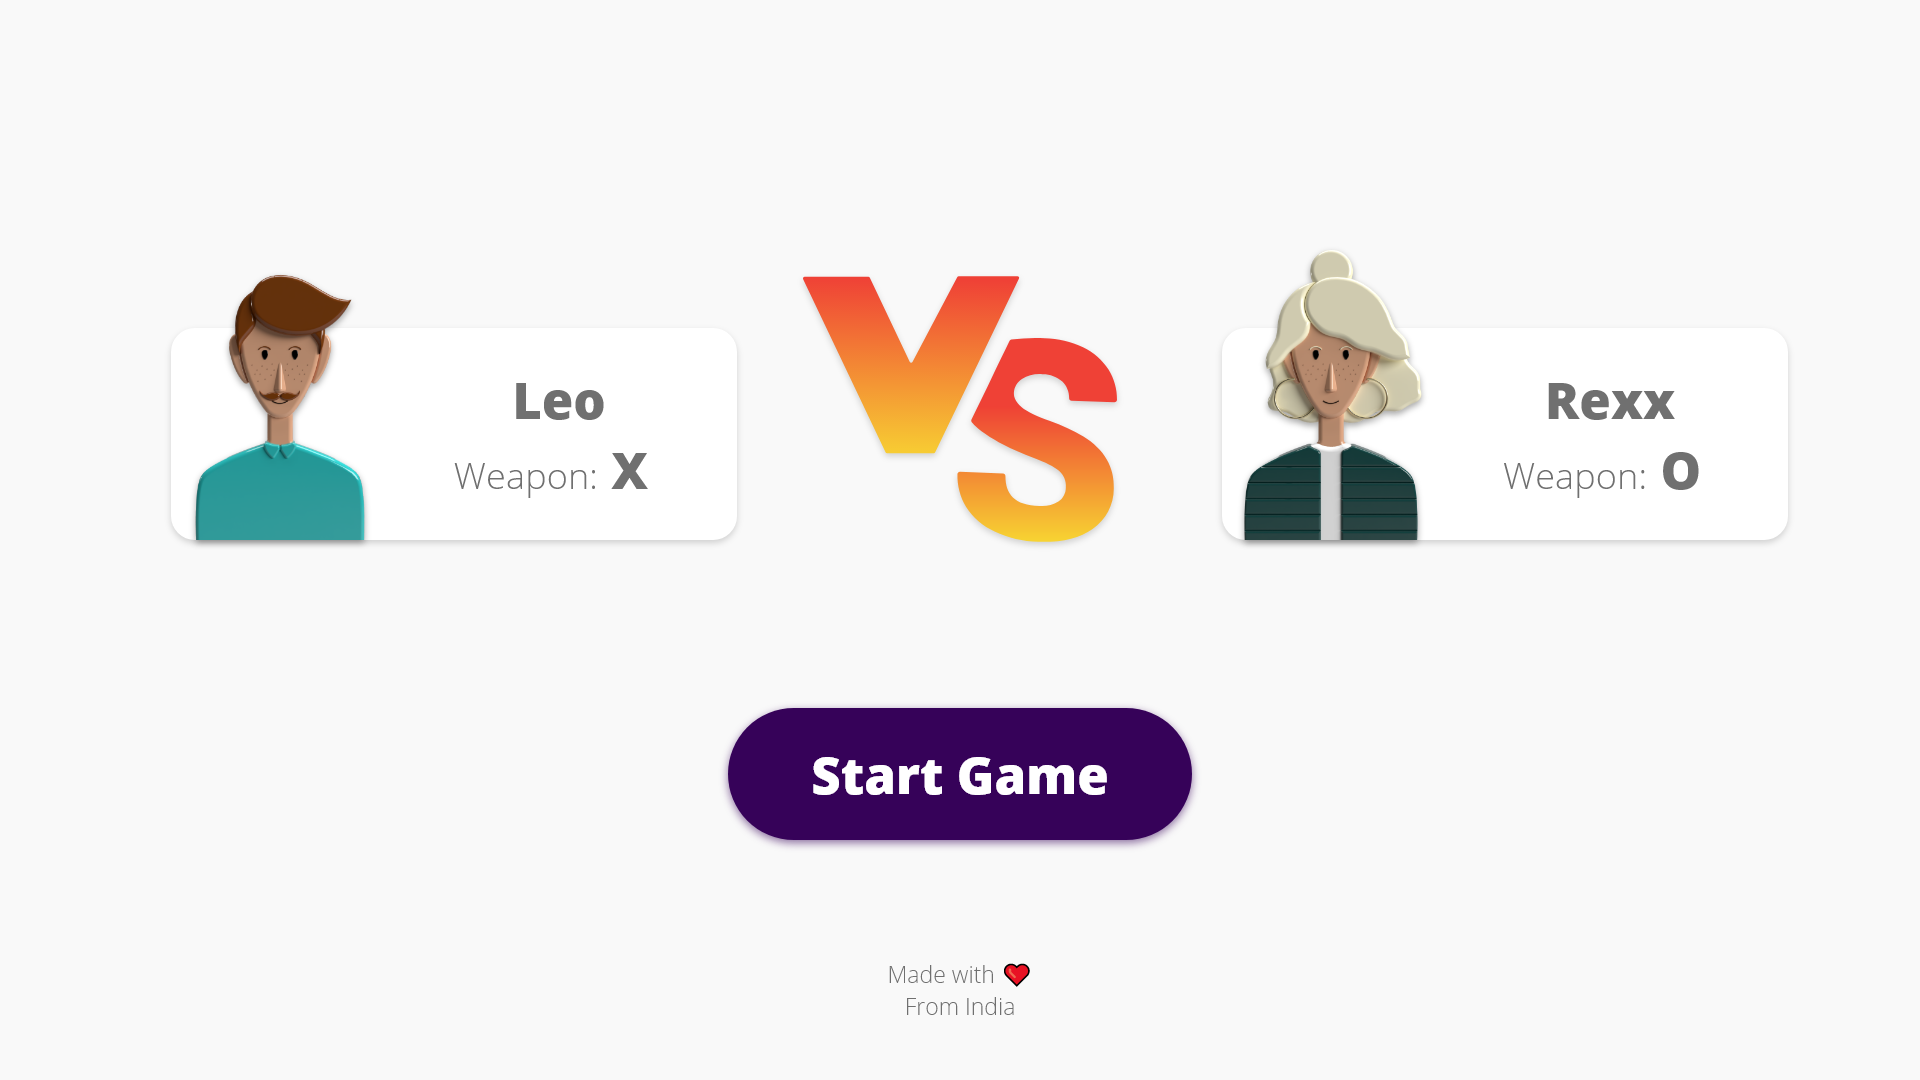 Leo
Weapon: X
VS
Rexx
Weapon: O
Start Game
Made with
From India